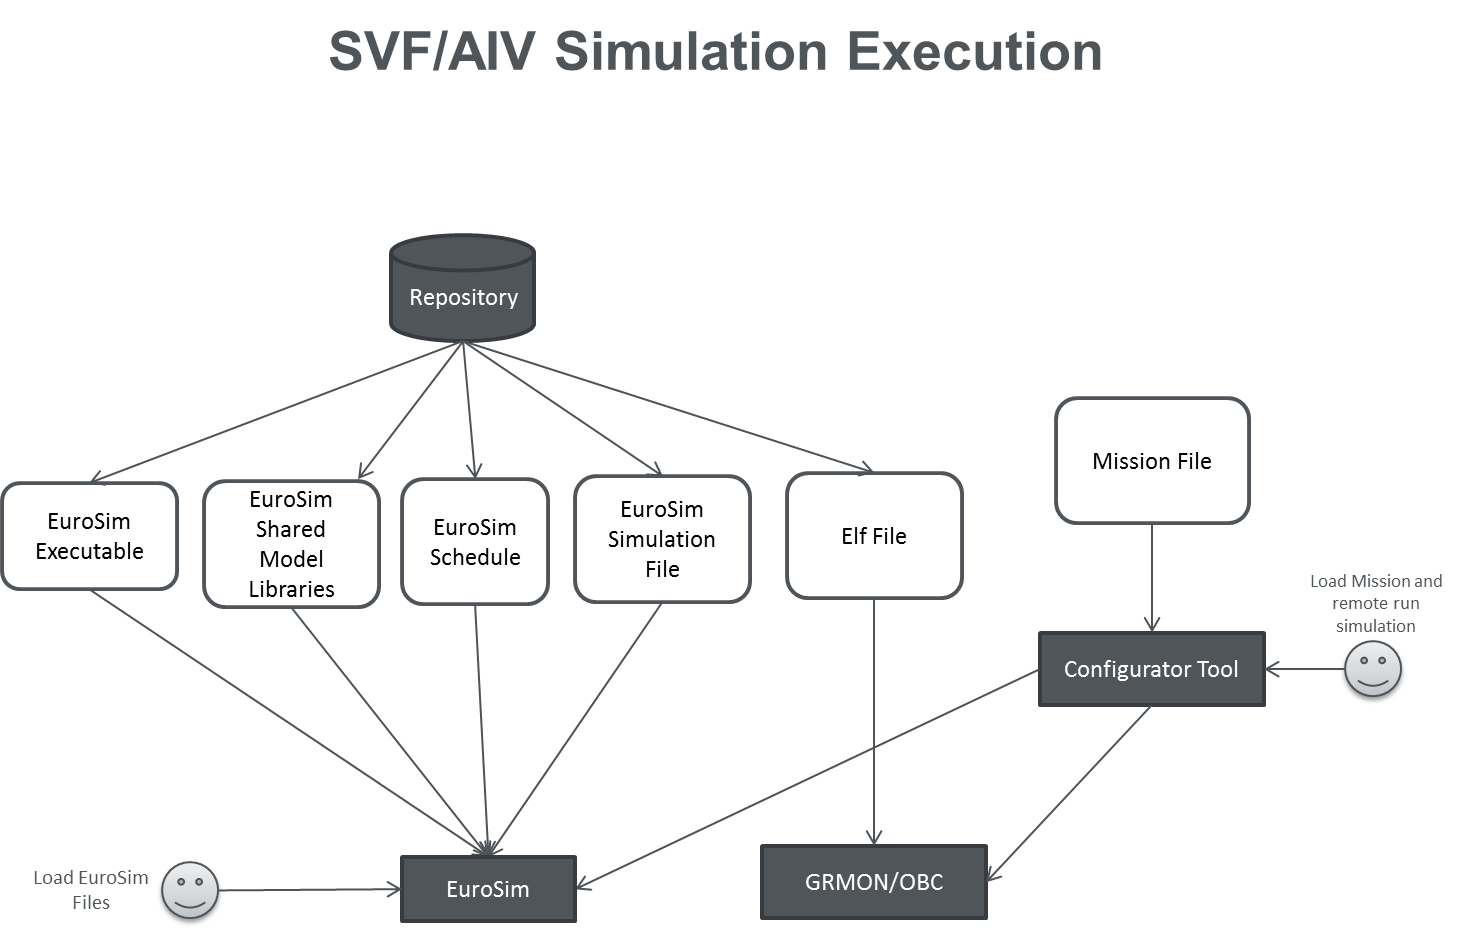 SVF/AIV Simulation Execution
Repository
Mission File
EuroSim
Executable
EuroSim
Shared
Model
Libraries
EuroSim
Schedule
EuroSim
Simulation
File
Elf File
Load Mission and
remote run
simulation
Configurator Tool
Load EuroSim
Files
EuroSim
GRMON/OBC